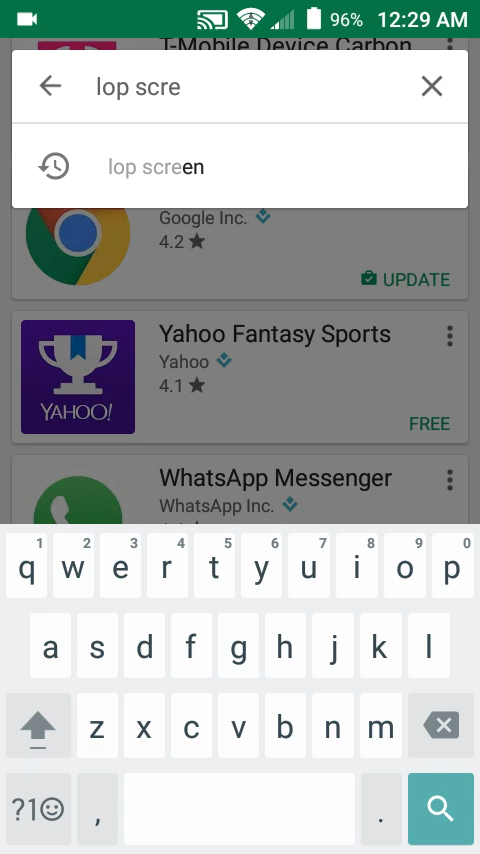 96% 12:29 AM
T-Mobile Device Carbon
lop scre
lop screen
Google Inc.
4.2
UPDATE
Yahoo Fantasy Sports
Yahoo
4.1
YAHOO!
FREE
WhatsApp Messenger
WhatsApp Inc.
1 2 3 4 5 6 7 8 9 0
q w e r t y u i o p
a s d f g h j k l
z x c v b n m
?1 , .